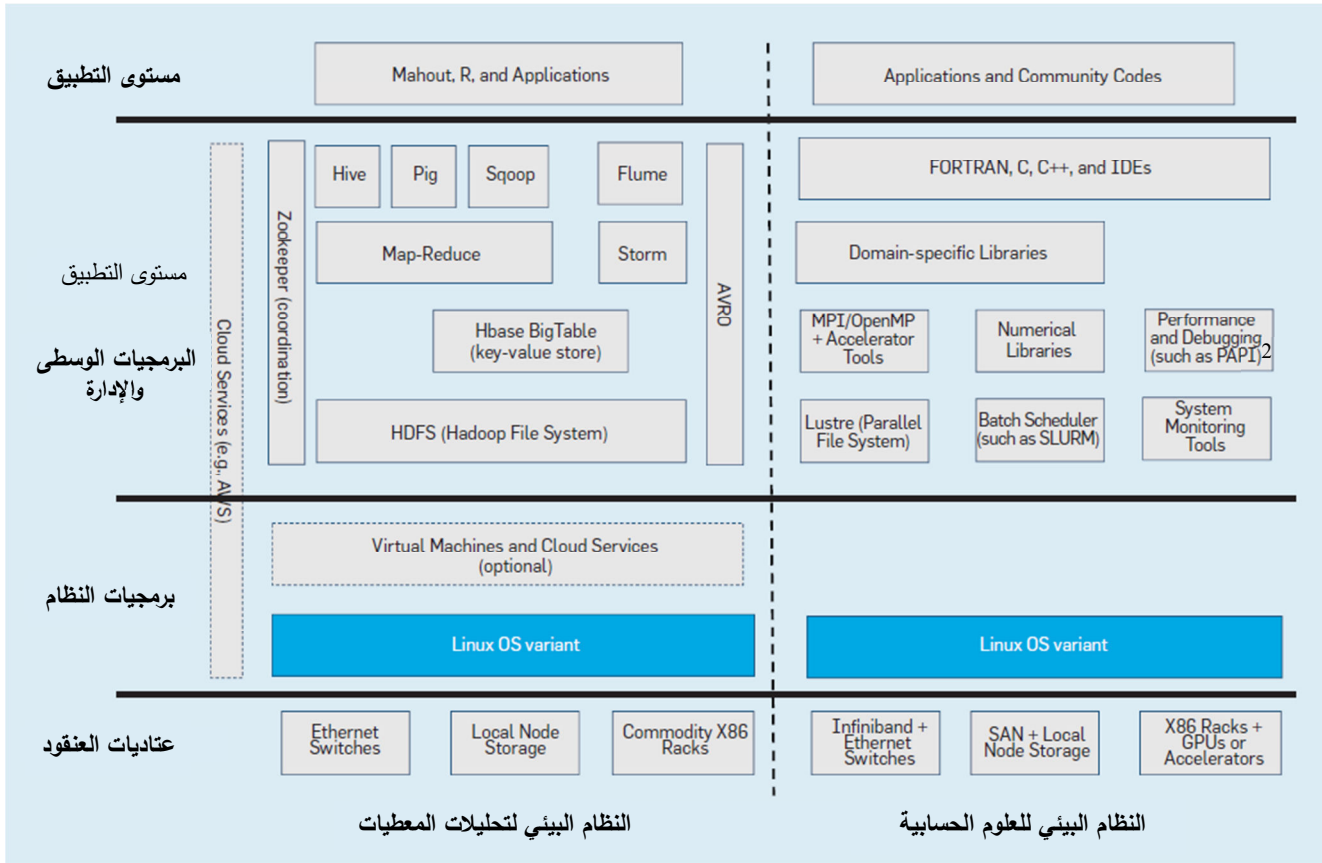 مستوى التطبيق
Mahout, R, and Applications
Applications and Community Codes
Cloud Services (e.g., AWS)
Zookeeper (coordination)
Hive
Pig
Sqoop
Flume
AVRO
FORTRAN, C, C++, and IDEs
Map-Reduce
Storm
Domain-specific Libraries
مستوى التطبيق
البرمجيات الوسطى
والإدارة
Hbase BigTable
(key-value store)
MPI/OpenMP
+ Accelerator
Tools
Numerical
Libraries
Performance
and Debugging
(such as PAPI)2
HDFS (Hadoop File System)
Lustre (Parallel
File System)
Batch Scheduler
(such as SLURM)
System
Monitoring
Tools
برمجيات النظام
Virtual Machines and Cloud Services
(optional)
Linux OS variant
Linux OS variant
عتاديات العنقود
Ethernet
Switches
Local Node
Storage
Commodity X86
Racks
Infiniband +
Ethernet
Switches
SAN + Local
Node Storage
X86 Racks +
GPUs or
Accelerators
النظام البيئي لتحليلات المعطيات
النظام البيئي للعلوم الحسابية